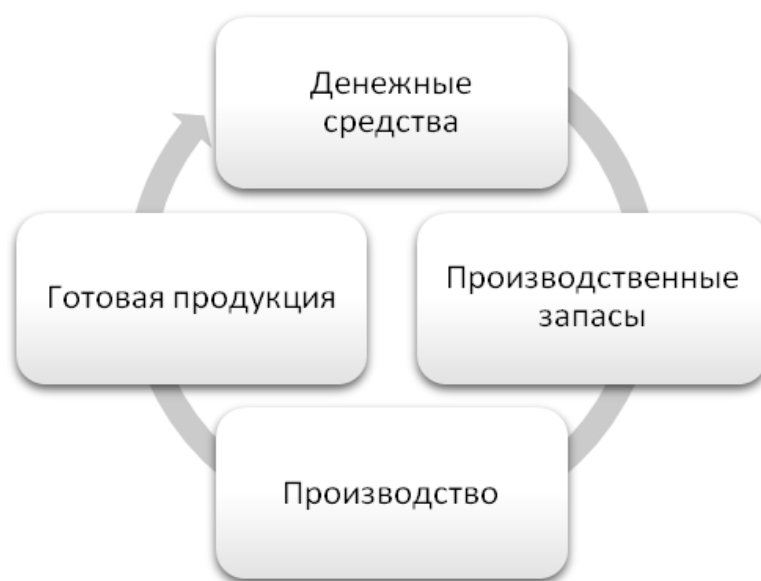 Денежные
средства
Производственные
запасы
Производство
Готовая продукция